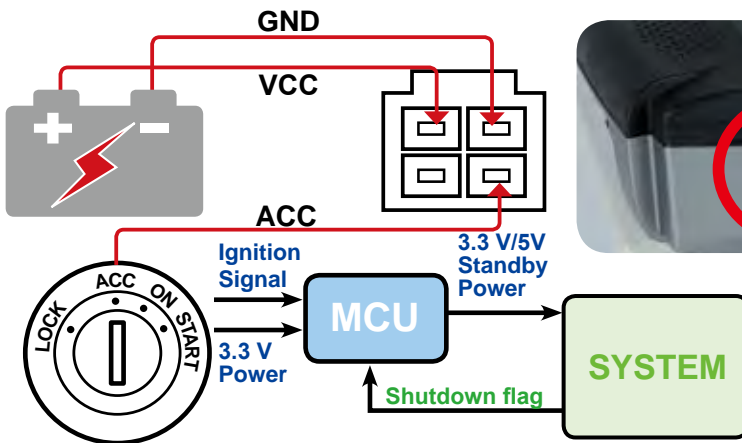 GND
VCC
+ −
ACC
LOCK ACC ON START
Ignition
Signal
3.3 V
Power
MCU
3.3 V/5V
Standby
Power
SYSTEM
Shutdown flag